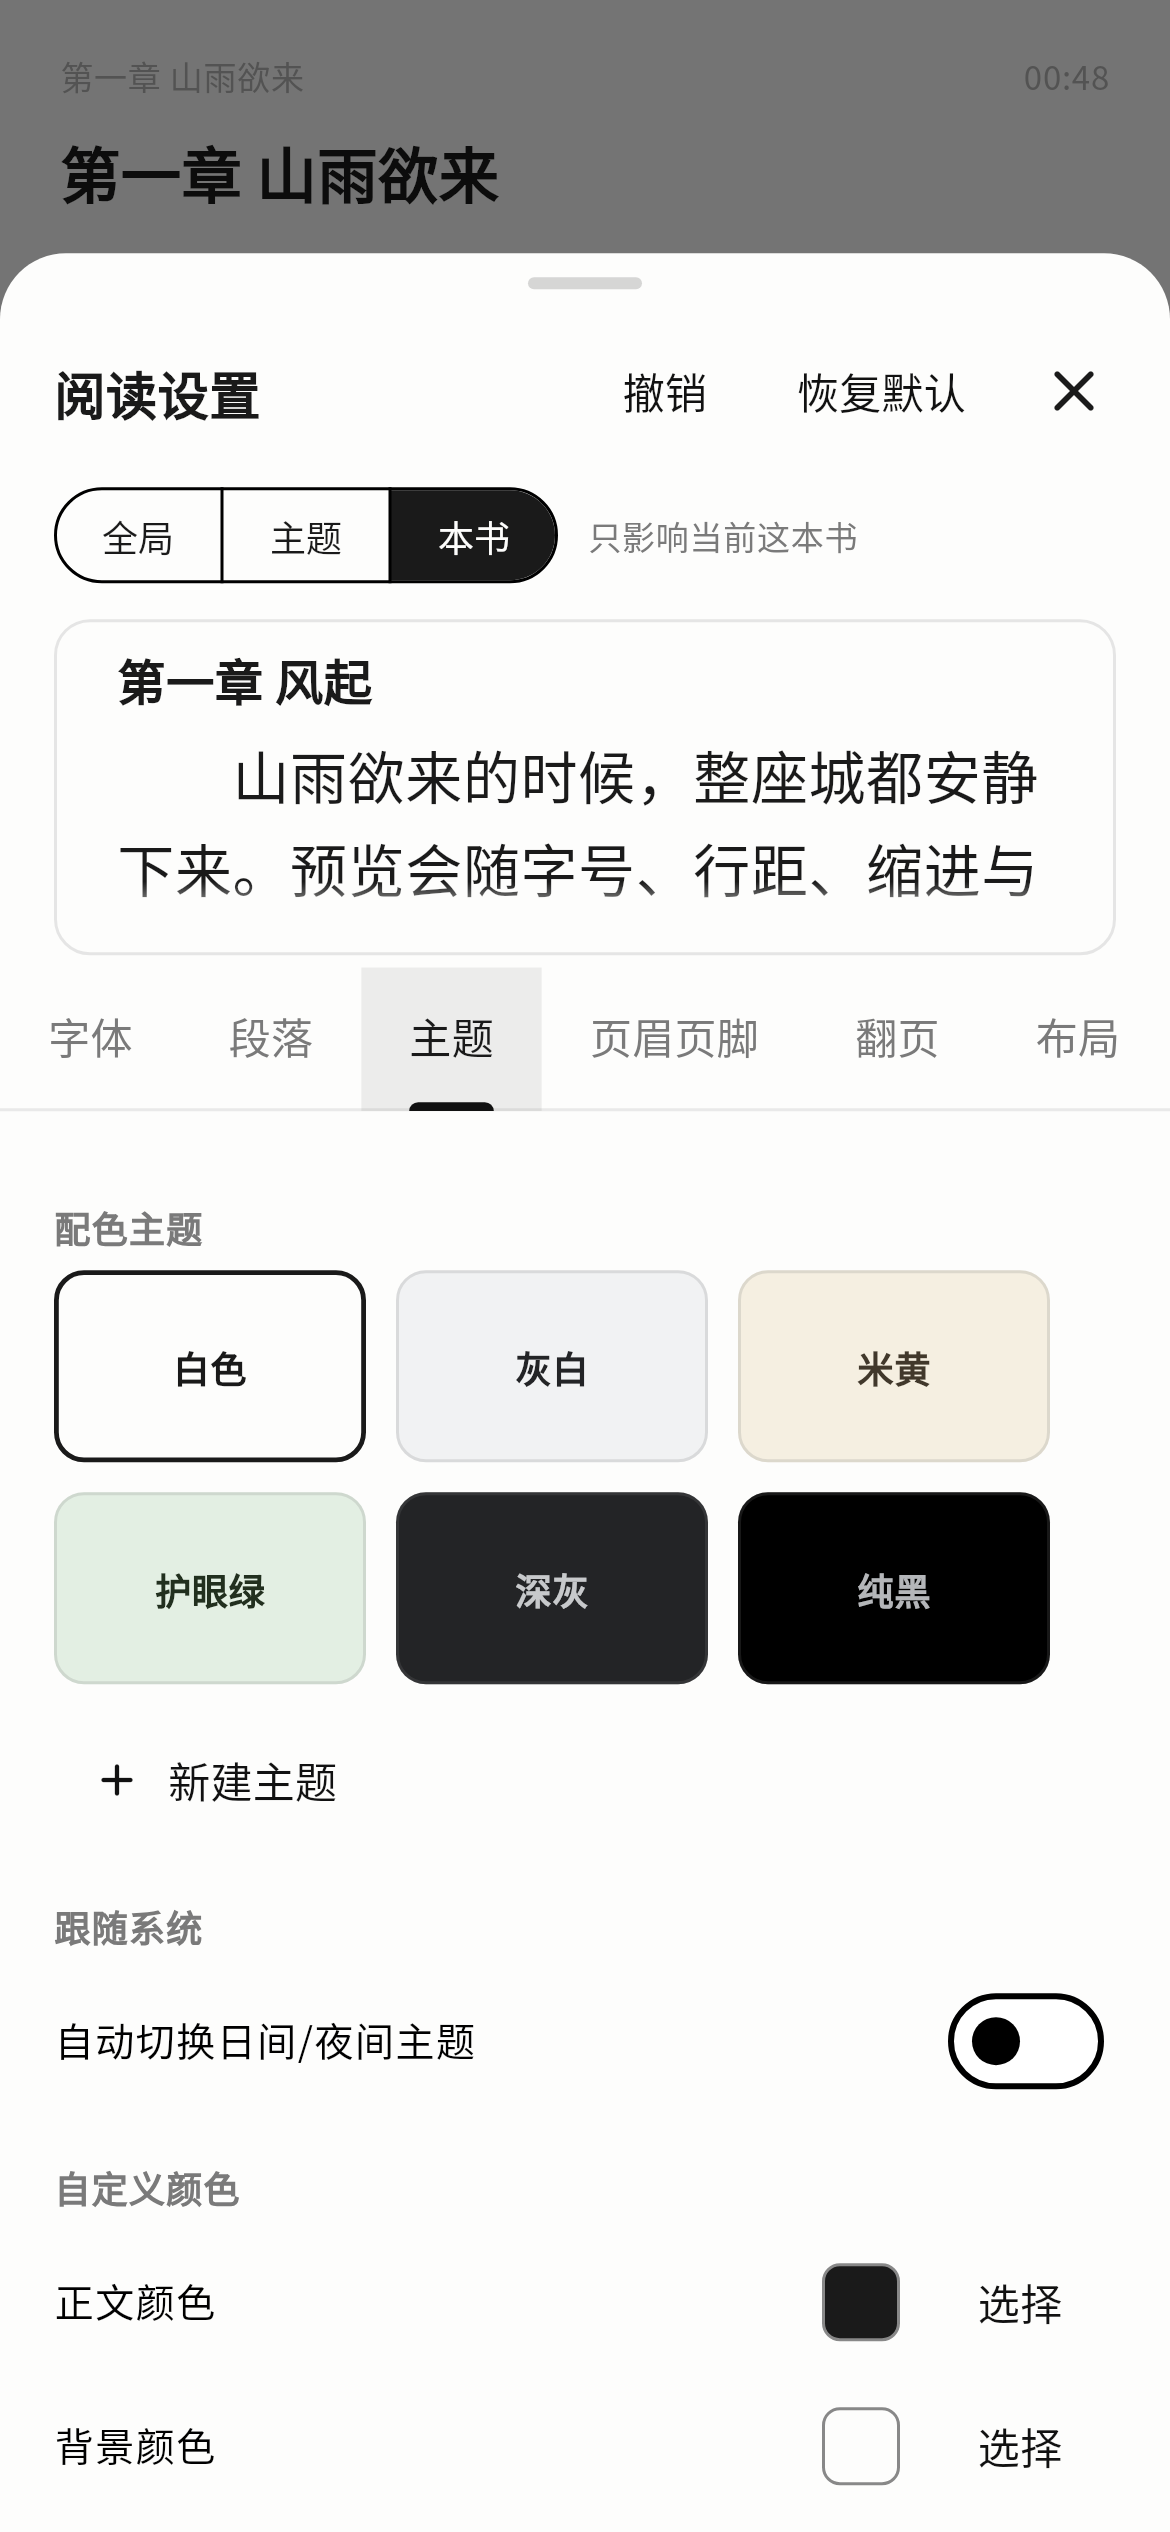 第一章 山雨欲来 00:48
第一章 山雨欲来
阅读设置 撤销 恢复默认
全局 主题 本书 只影响当前这本书
第一章 风起
山雨欲来的时候，整座城都安静
下来。预览会随字号、行距、缩进与
字体 段落 主题 页眉页脚 翻页 布局
配色主题
白色 灰白 米黄
护眼绿 深灰 纯黑
新建主题
跟随系统
自动切换日间/夜间主题
自定义颜色
正文颜色 选择
背景颜色 选择